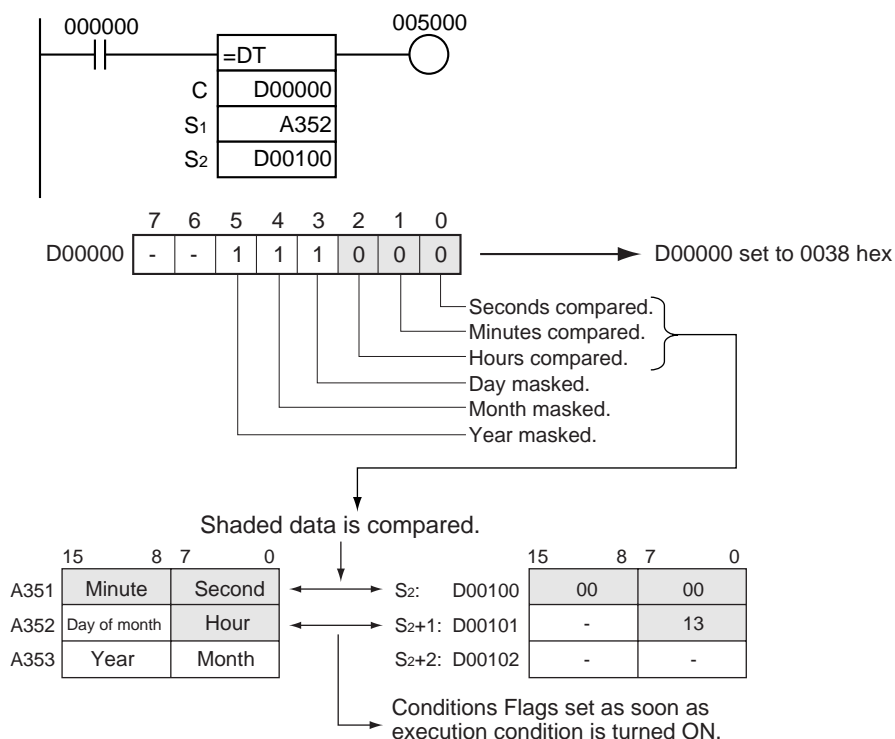 000000 005000
=DT
C D00000
S1 A352
S2 D00100
7 6 5 4 3 2 1 0
D00000 - - 1 1 1 0 0 0 D00000 set to 0038 hex
Seconds compared.
Minutes compared.
Hours compared.
Day masked.
Month masked.
Year masked.
Shaded data is compared.
15 8 7 0 15 8 7 0
A351 Minute Second S2: D00100 00 00
A352 Day of month Hour S2+1: D00101 - 13
A353 Year Month S2+2: D00102 - -
Conditions Flags set as soon as
execution condition is turned ON.